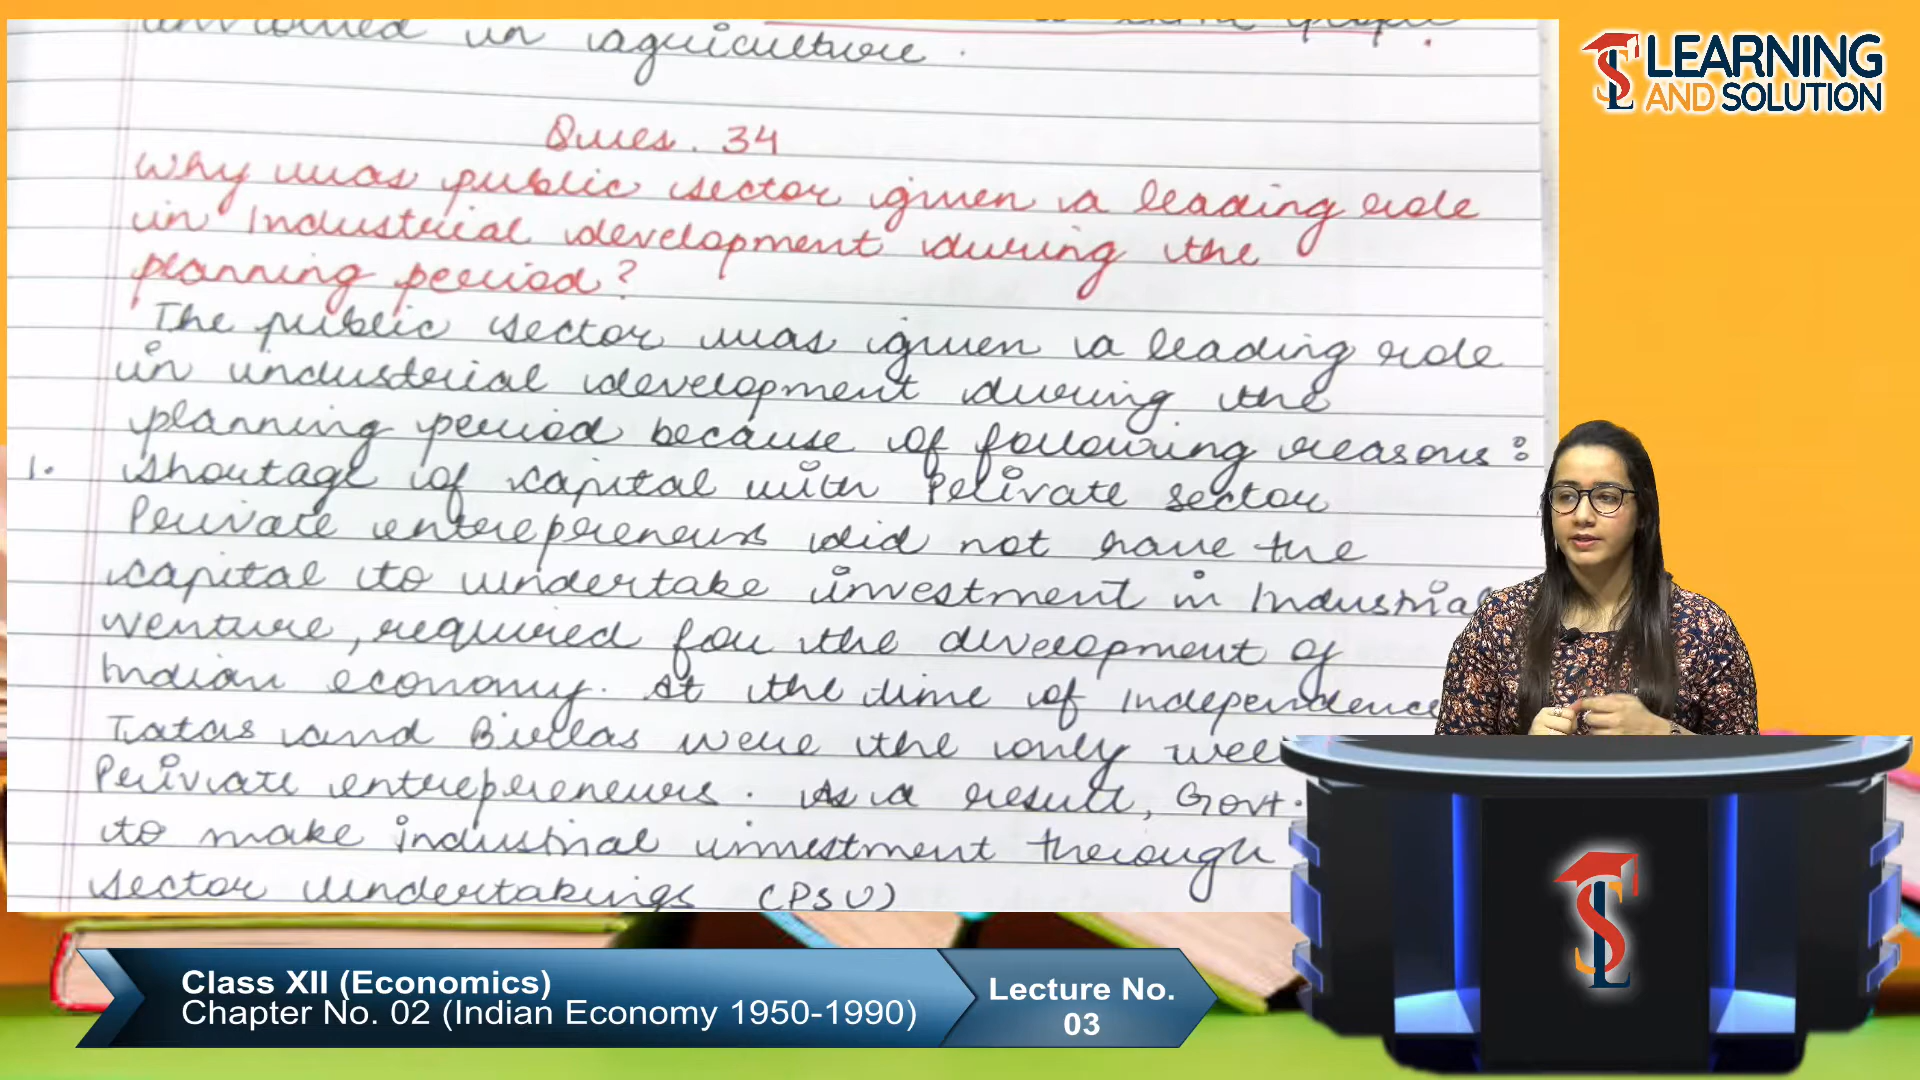 in agriculture.
Ques. 34
Why was public sector given a leading role
in Industrial development during the
planning period?
The public sector was given a leading role
in industrial development during the
planning period because of following reasons:
1. Shortage of capital with Private sector
Private entrepreneurs did not have the
capital to undertake investment in Industrial
venture, required for the development of
Indian economy. At the time of independence
Tatas and Birlas were the only well
Private entrepreneurs. As a result, Govt.
to make industrial investment through
sector undertakings (PSU)
LEARNING
AND SOLUTION
Class XII (Economics)
Chapter No. 02 (Indian Economy 1950-1990)
Lecture No.
03